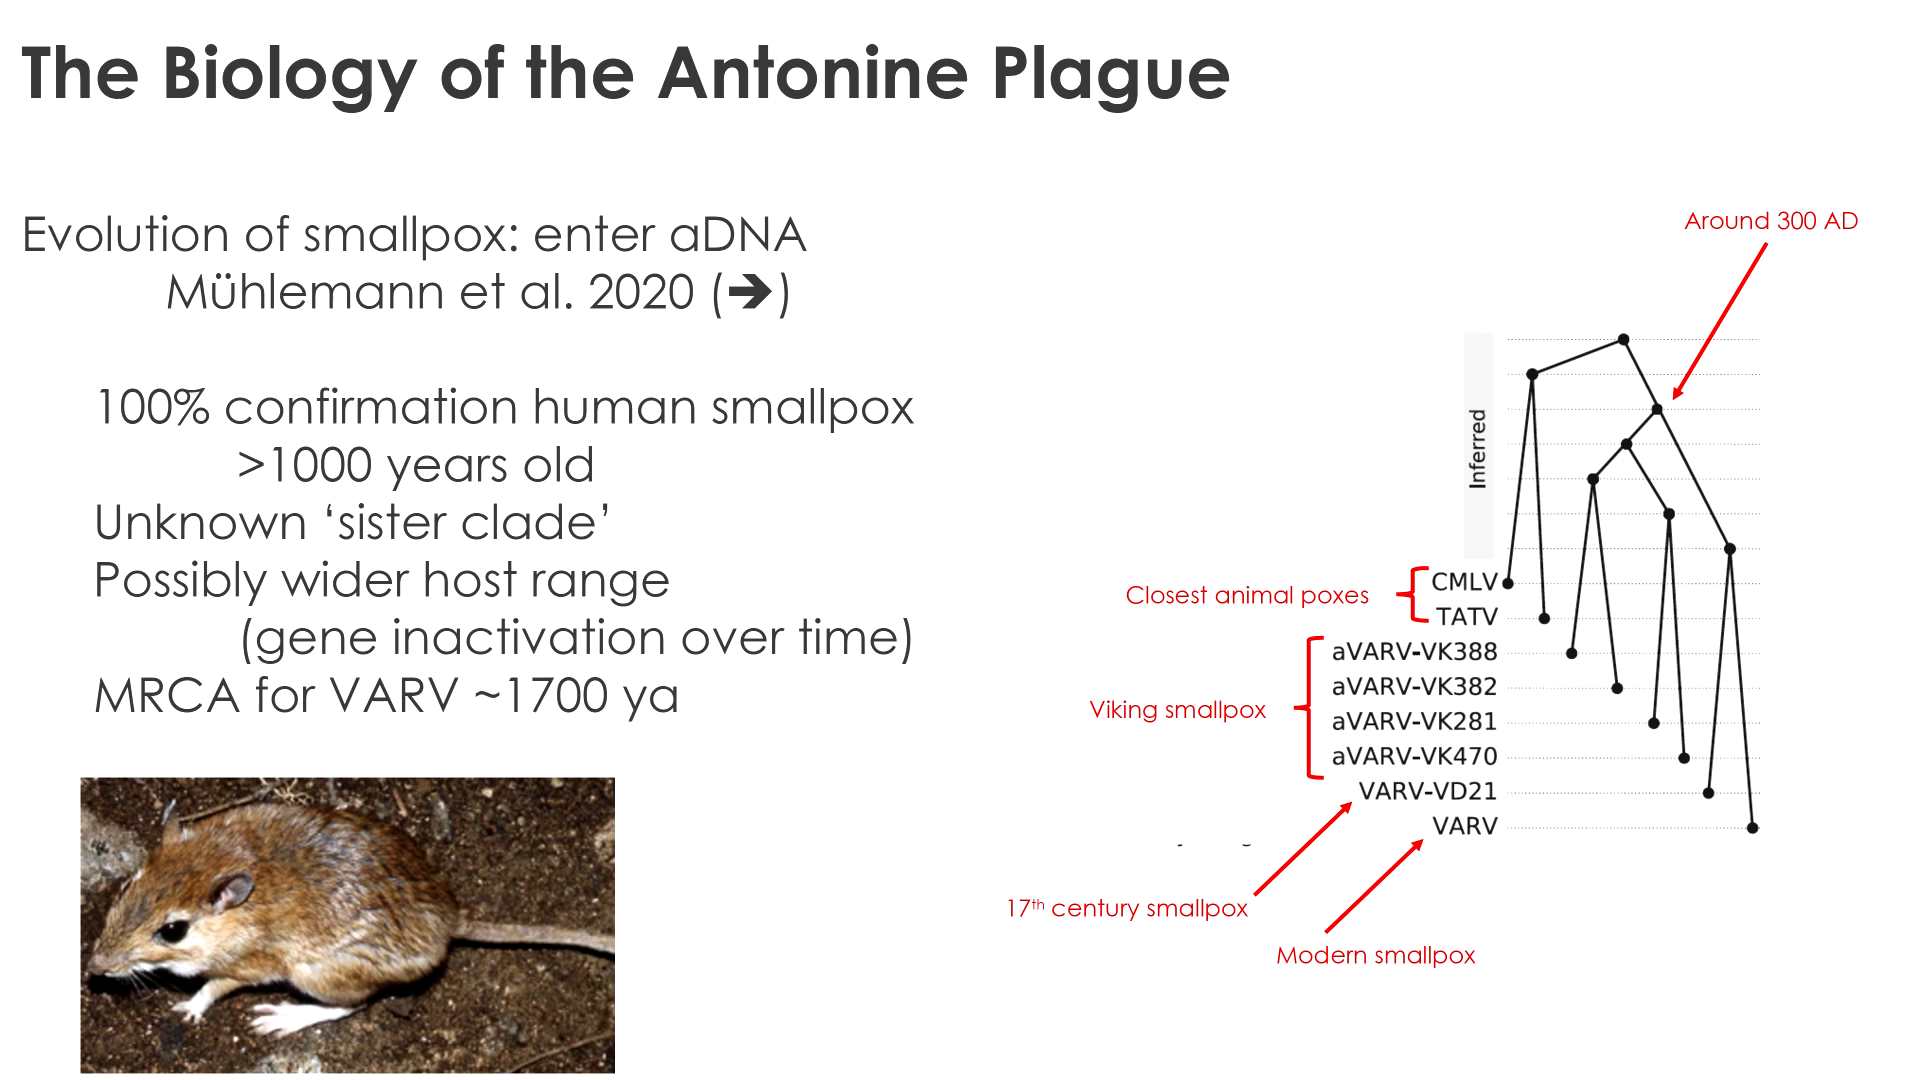 The Biology of the Antonine Plague
Evolution of smallpox: enter aDNA
Mühlemann et al. 2020 (➔)
100% confirmation human smallpox
>1000 years old
Unknown ‘sister clade’
Possibly wider host range
(gene inactivation over time)
MRCA for VARV ~1700 ya
Around 300 AD
Inferred
Closest animal poxes
CMLV
TATV
Viking smallpox
aVARV-VK388
aVARV-VK382
aVARV-VK281
aVARV-VK470
VARV-VD21
VARV
17th century smallpox
Modern smallpox